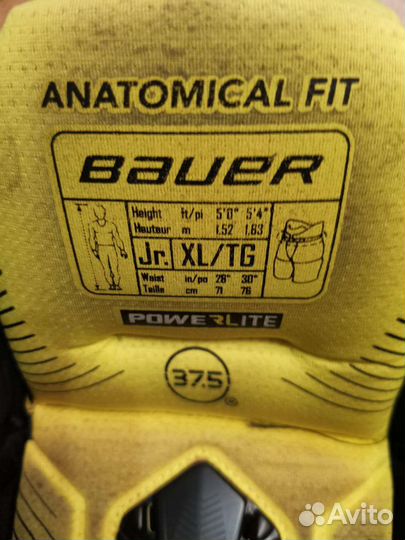 ANATOMICAL FIT
BAUER
Height ft/pi 5'0" 5'4"
Hauteur m 1.52 1.63
Jr. XL/TG
Waist in/po 28" 30"
Taille cm 71 76
POWERLITE
37.5
®
Avito